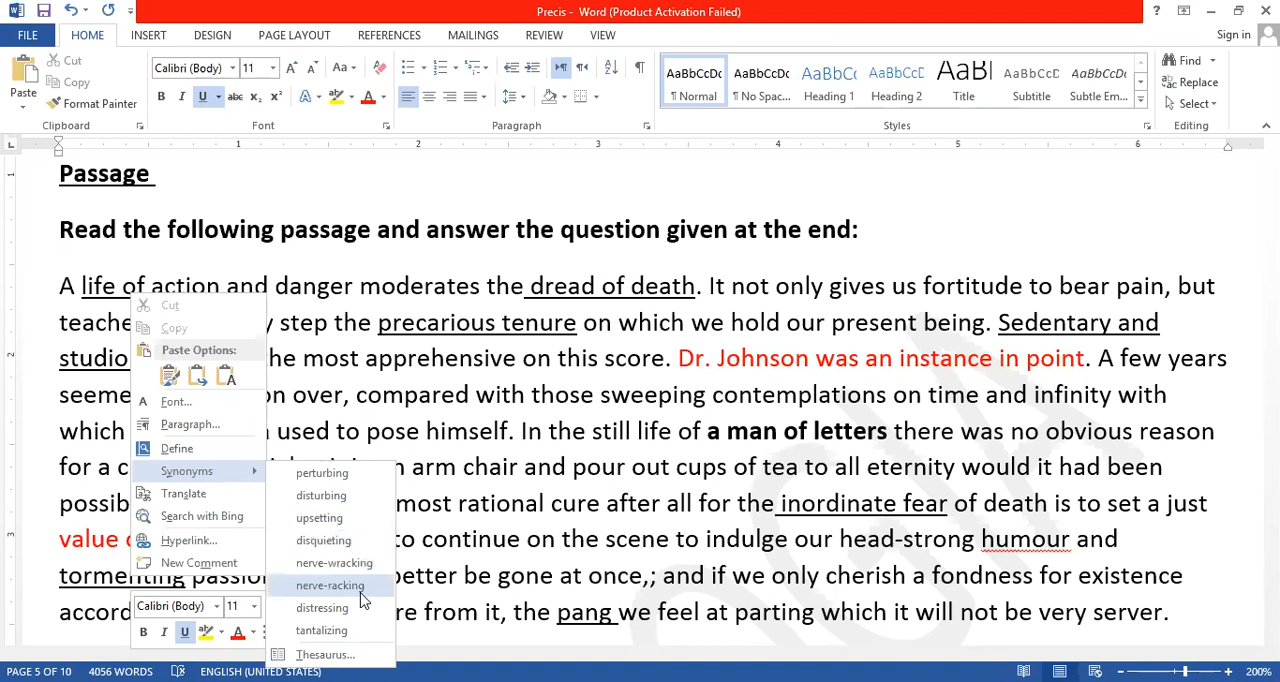 Precis - Word (Product Activation Failed)
FILE HOME INSERT DESIGN PAGE LAYOUT REFERENCES MAILINGS REVIEW VIEW Sign in
Paste Cut Copy Format Painter
Calibri (Body) 11
AaBbCcDc AaBbCcDc AaBbCc AaBbCcD AaBl AaBbCcD AaBbCcD
¶ Normal ¶ No Spac... Heading 1 Heading 2 Title Subtitle Subtle Em...
Find Replace Select
Clipboard Font Paragraph Styles Editing
1 2 3 4 5 6
Passage
Read the following passage and answer the question given at the end:
A life of action and danger moderates the dread of death. It not only gives us fortitude to bear pain, but
teache y step the precarious tenure on which we hold our present being. Sedentary and
studio he most apprehensive on this score. Dr. Johnson was an instance in point. A few years
seeme on over, compared with those sweeping contemplations on time and infinity with
which used to pose himself. In the still life of a man of letters there was no obvious reason
for a c arm chair and pour out cups of tea to all eternity would it had been
possib most rational cure after all for the inordinate fear of death is to set a just
value to continue on the scene to indulge our head-strong humour and
tormenting passio better be gone at once,; and if we only cherish a fondness for existence
accord re from it, the pang we feel at parting which it will not be very server.
Cut
Copy
Paste Options:
Font...
Paragraph...
Define
Synonyms
Translate
Search with Bing
Hyperlink...
New Comment
Calibri (Body) 11
perturbing
disturbing
upsetting
disquieting
nerve-wracking
nerve-racking
distressing
tantalizing
Thesaurus...
PAGE 5 OF 10 4056 WORDS ENGLISH (UNITED STATES) 200%